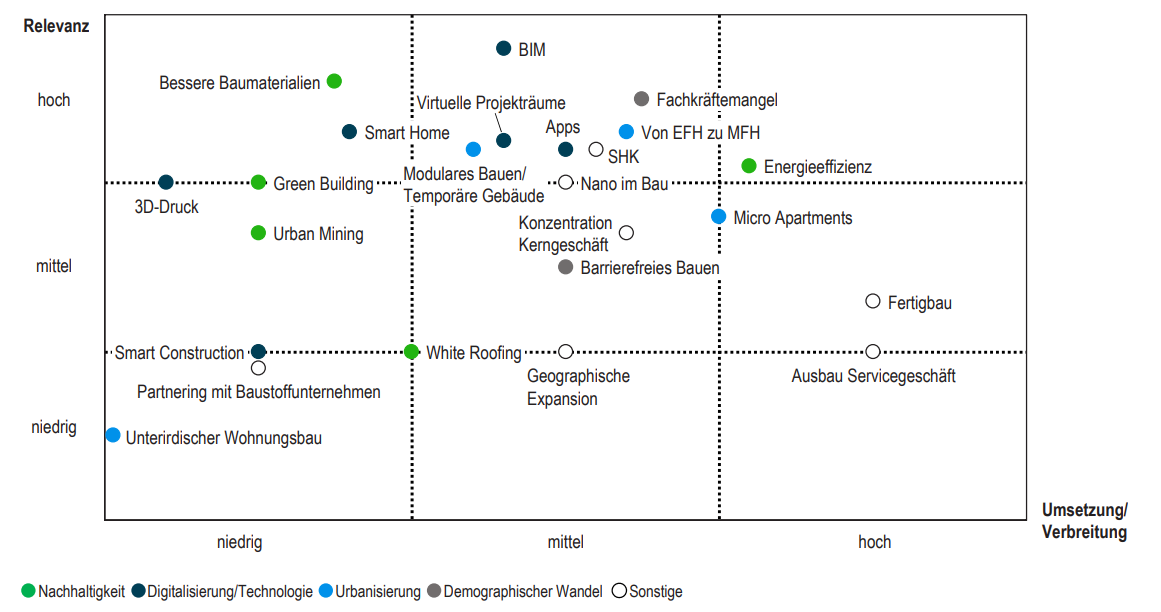 Relevanz
BIM
Bessere Baumaterialien
hoch
Fachkräftemangel
Virtuelle Projekträume
Apps
Smart Home
Von EFH zu MFH
SHK
Energieeffizienz
Modulares Bauen/
Temporäre Gebäude
Green Building
Nano im Bau
3D-Druck
Micro Apartments
Konzentration
Kerngeschäft
Urban Mining
mittel
Barrierefreies Bauen
Fertigbau
Smart Construction
White Roofing
Geographische
Expansion
Ausbau Servicegeschäft
Partnering mit Baustoffunternehmen
niedrig
Unterirdischer Wohnungsbau
Umsetzung/
Verbreitung
niedrig
mittel
hoch
Nachhaltigkeit
Digitalisierung/Technologie
Urbanisierung
Demographischer Wandel
Sonstige